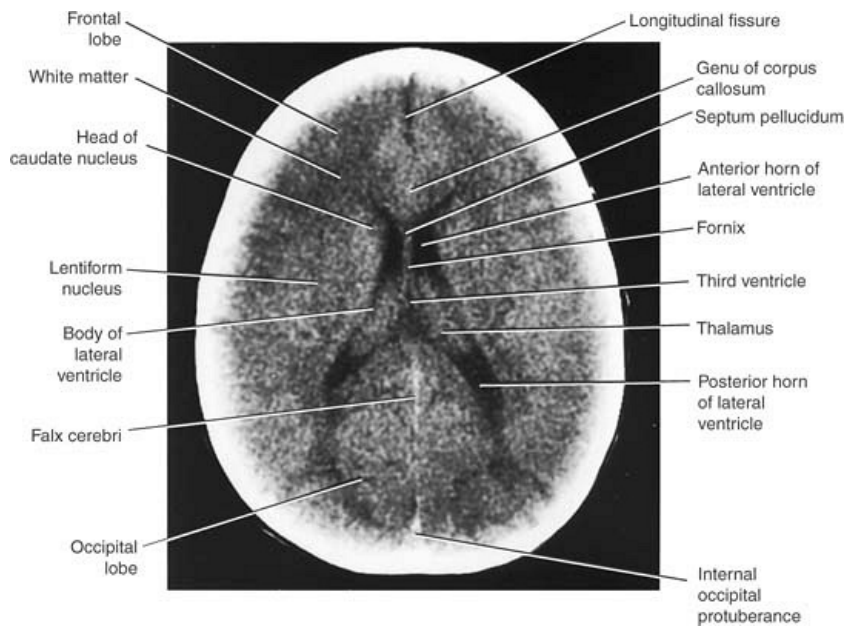 Frontal
lobe
White matter
Head of
caudate nucleus
Lentiform
nucleus
Body of
lateral
ventricle
Falx cerebri
Occipital
lobe
Longitudinal fissure
Genu of corpus
callosum
Septum pellucidum
Anterior horn of
lateral ventricle
Fornix
Third ventricle
Thalamus
Posterior horn
of lateral
ventricle
Internal
occipital
protuberance